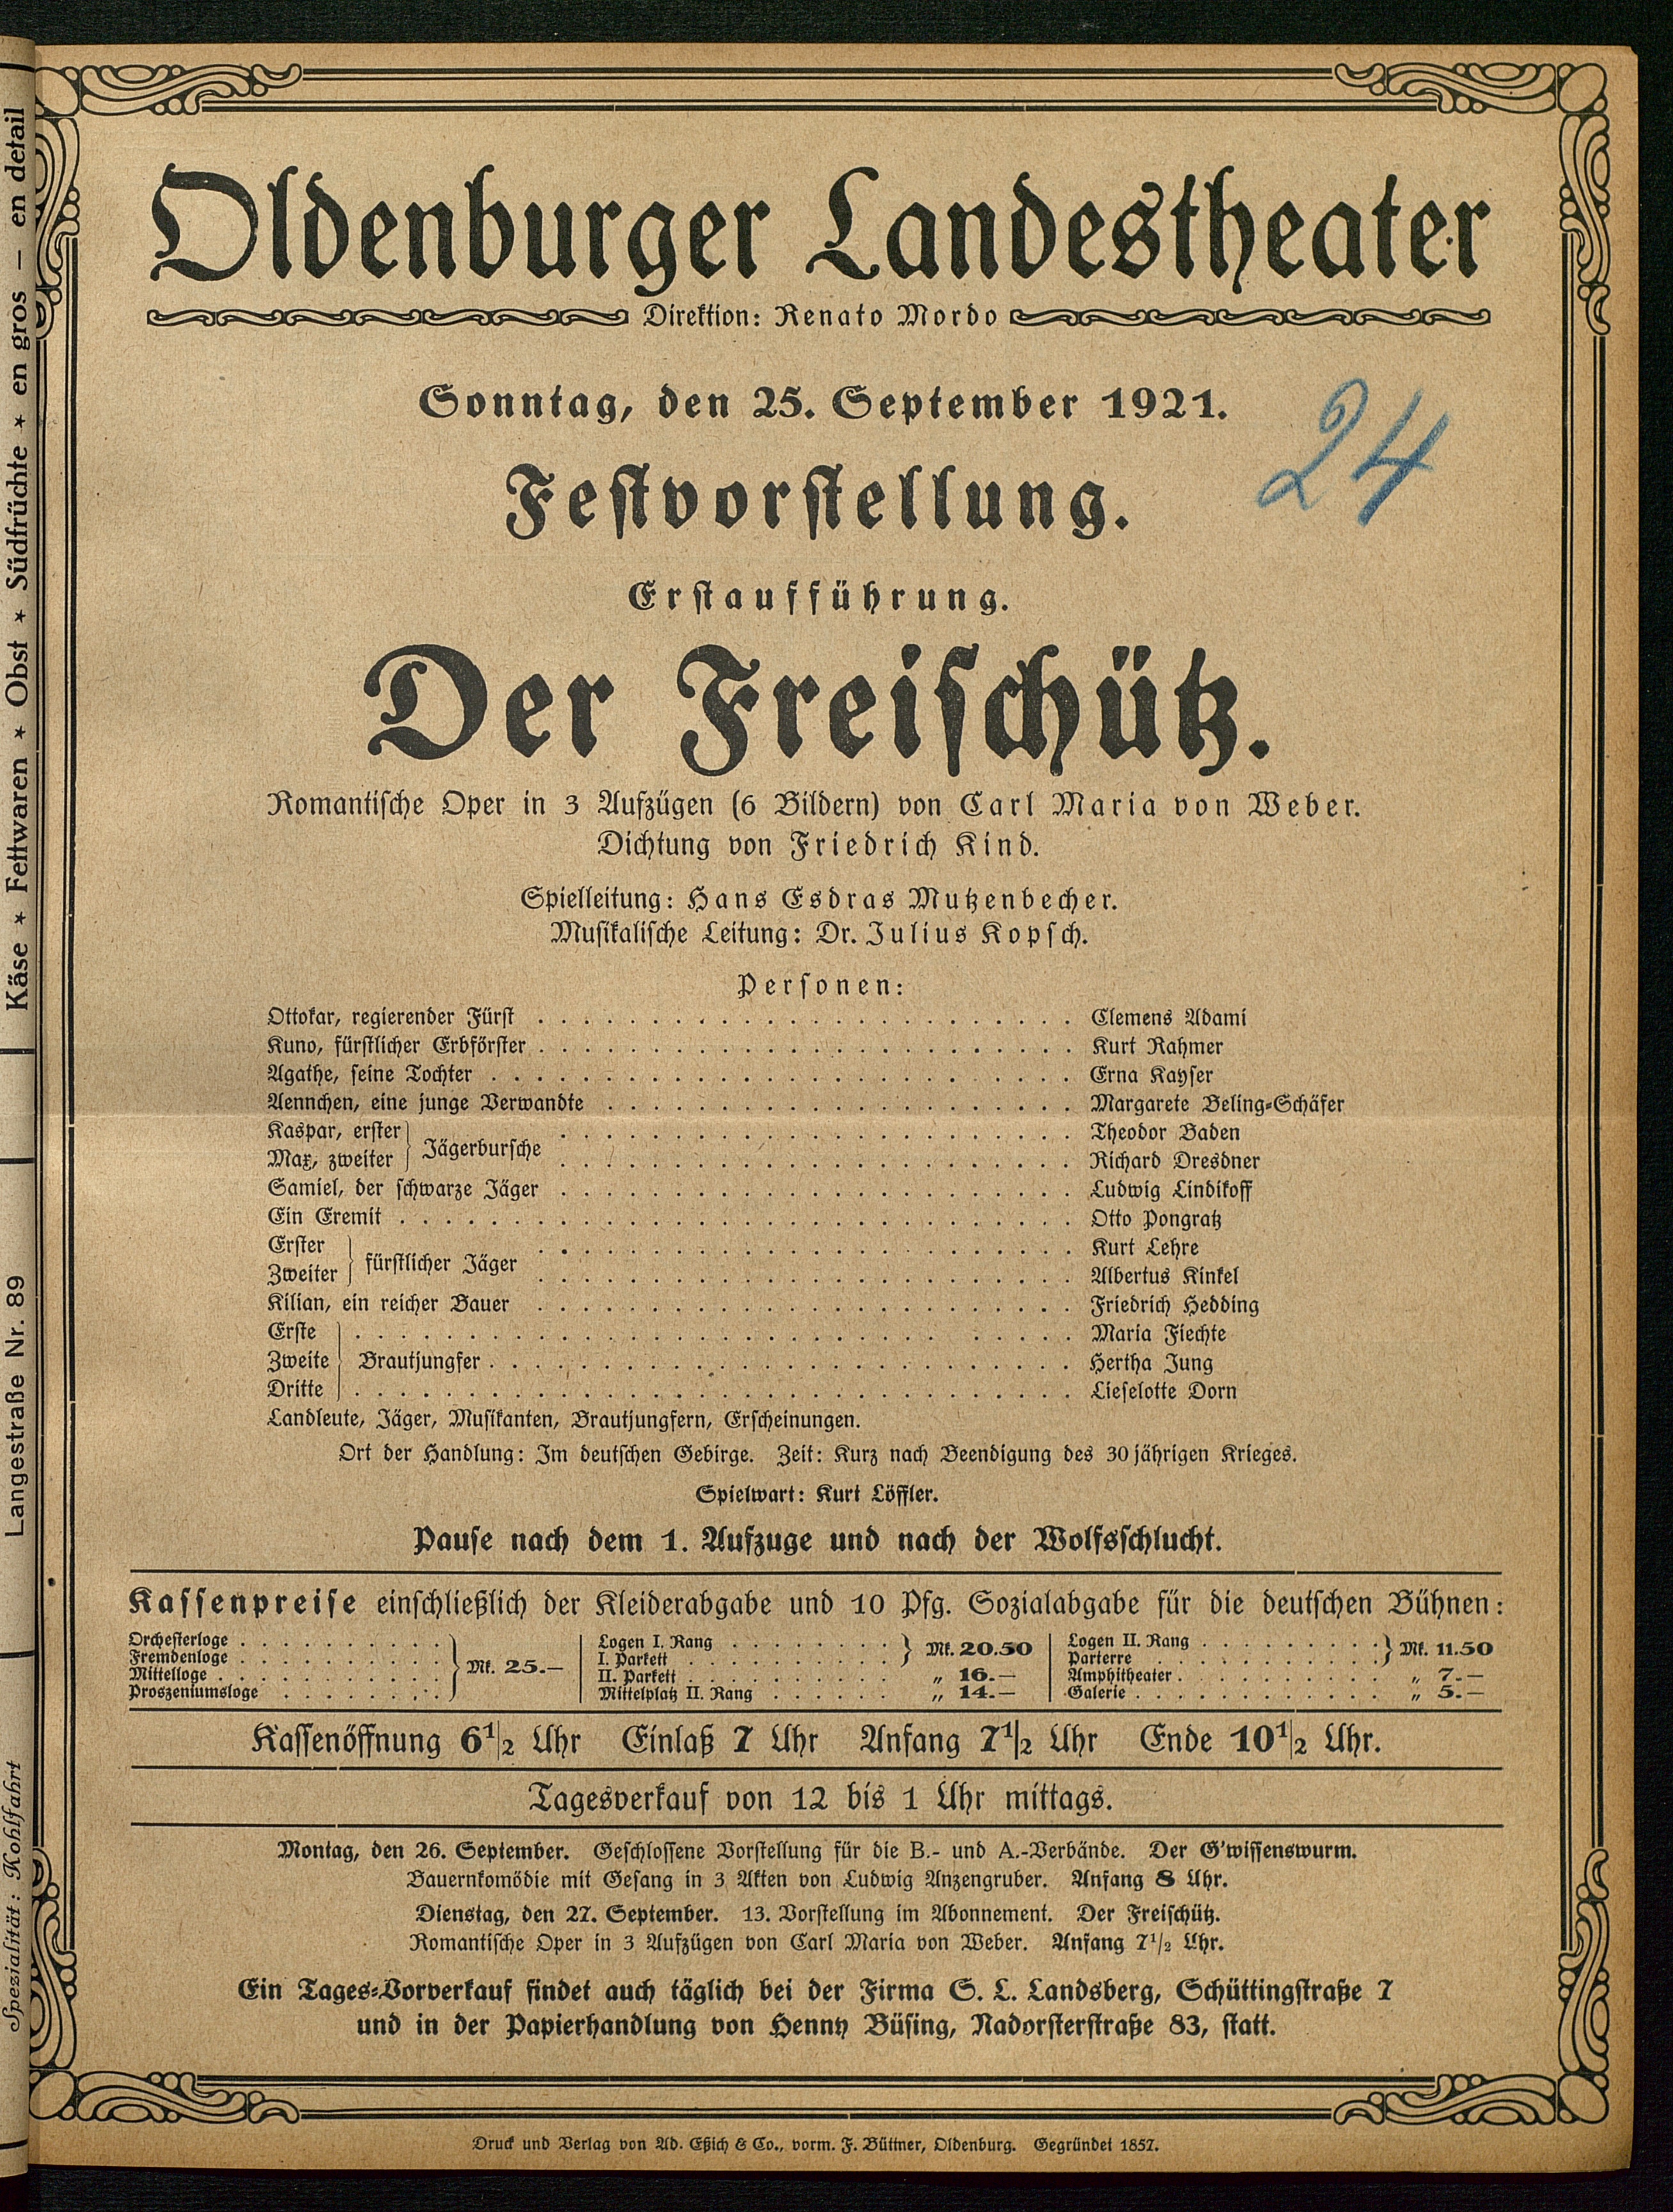 Oldenburger Landestheater
Direktion: Renato Mordo
Sonntag, den 25. September 1921.
24
Festvorstellung.
Erstaufführung.
Der Freischütz.
Romantische Oper in 3 Aufzügen (6 Bildern) von Carl Maria von Weber.
Dichtung von Friedrich Kind.
Spielleitung: Hans Esdras Mutzenbecher.
Musikalische Leitung: Dr. Julius Kopsch.
Personen:
Ottokar, regierender Fürst . . . Clemens Adami
Kuno, fürstlicher Erbförster . . . Kurt Rahmer
Agathe, seine Tochter . . . Erna Kayser
Aennchen, eine junge Verwandte . . . Margarete Beling-Schäfer
Kaspar, erster } Jägerbursche . . . Theodor Baden
Max, zweiter } . . . Richard Dresdner
Samiel, der schwarze Jäger . . . Ludwig Lindikoff
Ein Eremit . . . Otto Pongratz
Erster } fürstlicher Jäger . . . Kurt Lehre
Zweiter } . . . Albertus Kinkel
Kilian, ein reicher Bauer . . . Friedrich Hedding
Erste } . . . Maria Fiechte
Zweite } Brautjungfer . . . Hertha Jung
Dritte } . . . Lieselotte Dorn
Landleute, Jäger, Musikanten, Brautjungfern, Erscheinungen.
Ort der Handlung: Im deutschen Gebirge. Zeit: Kurz nach Beendigung des 30 jährigen Krieges.
Spielwart: Kurt Löffler.
Pause nach dem 1. Aufzuge und nach der Wolfsschlucht.
Kassenpreise einschließlich der Kleiderabgabe und 10 Pfg. Sozialabgabe für die deutschen Bühnen:
Orchesterloge . . .
Fremdenloge . . .
Mittelloge . . .
Proszeniumsloge . . . } Mk. 25.—
Logen I. Rang . . .
I. Parkett . . . } Mk. 20.50
II. Parkett . . . „ 16.—
Mittelplatz II. Rang . . . „ 14.—
Logen II. Rang . . .
Parterre . . . } Mk. 11.50
Amphitheater . . . „ 7.—
Galerie . . . „ 5.—
Kassenöffnung 6 1/2 Uhr Einlaß 7 Uhr Anfang 7 1/2 Uhr Ende 10 1/2 Uhr.
Tagesverkauf von 12 bis 1 Uhr mittags.
Montag, den 26. September. Geschlossene Vorstellung für die B.- und A.-Verbände. Der G'wissenswurm.
Bauernkomödie mit Gesang in 3 Akten von Ludwig Anzengruber. Anfang 8 Uhr.
Dienstag, den 27. September. 13. Vorstellung im Abonnement. Der Freischütz.
Romantische Oper in 3 Aufzügen von Carl Maria von Weber. Anfang 7 1/2 Uhr.
Ein Tages-Vorverkauf findet auch täglich bei der Firma S. L. Landsberg, Schüttingstraße 7
und in der Papierhandlung von Henny Büsing, Nadorsterstraße 83, statt.
Druck und Verlag von Ad. Eßich & Co., vorm. F. Büttner, Oldenburg. Gegründet 1857.
Käse * Fettwaren * Obst * Südfrüchte * en gros — en detail
Langestraße Nr. 89
Spezialität: Kohlfahrt